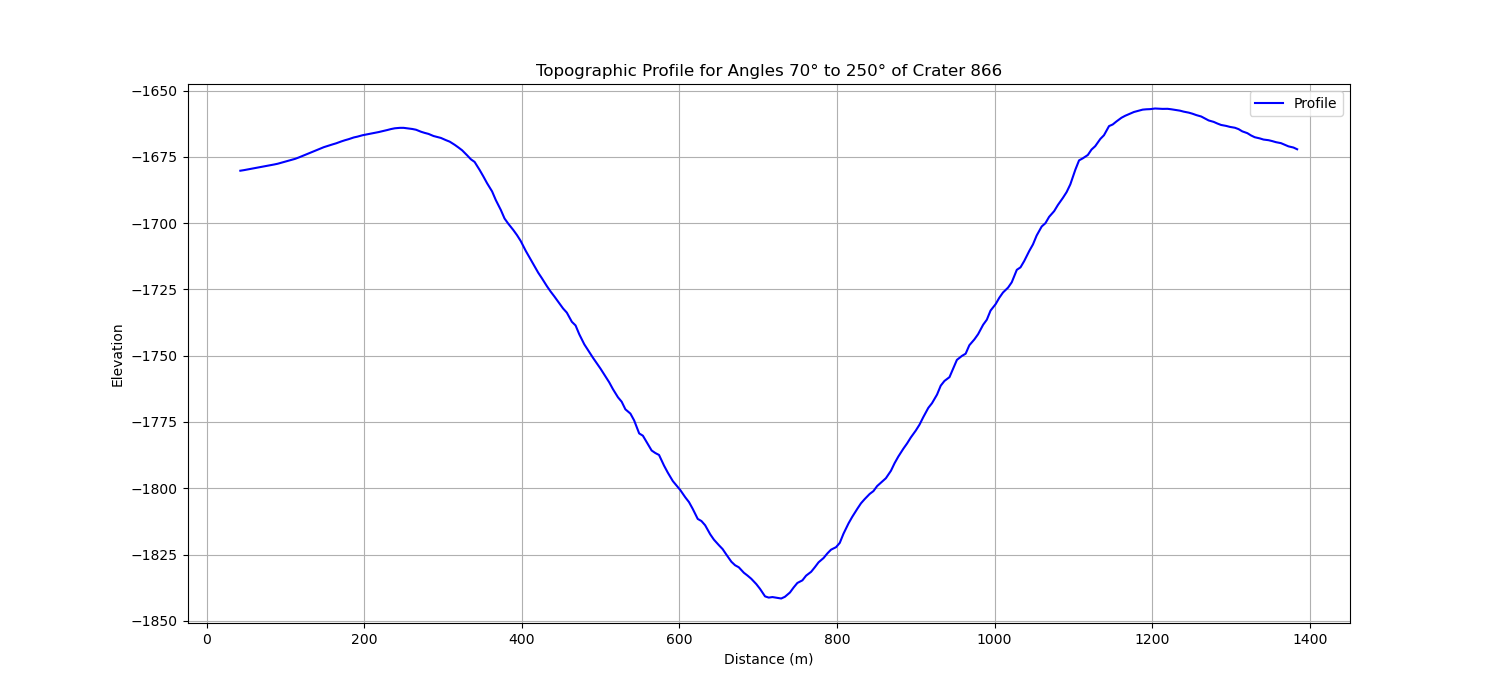 Topographic Profile for Angles 70° to 250° of Crater 866
Profile
Elevation
−1650
−1675
−1700
−1725
−1750
−1775
−1800
−1825
−1850
0 200 400 600 800 1000 1200 1400
Distance (m)